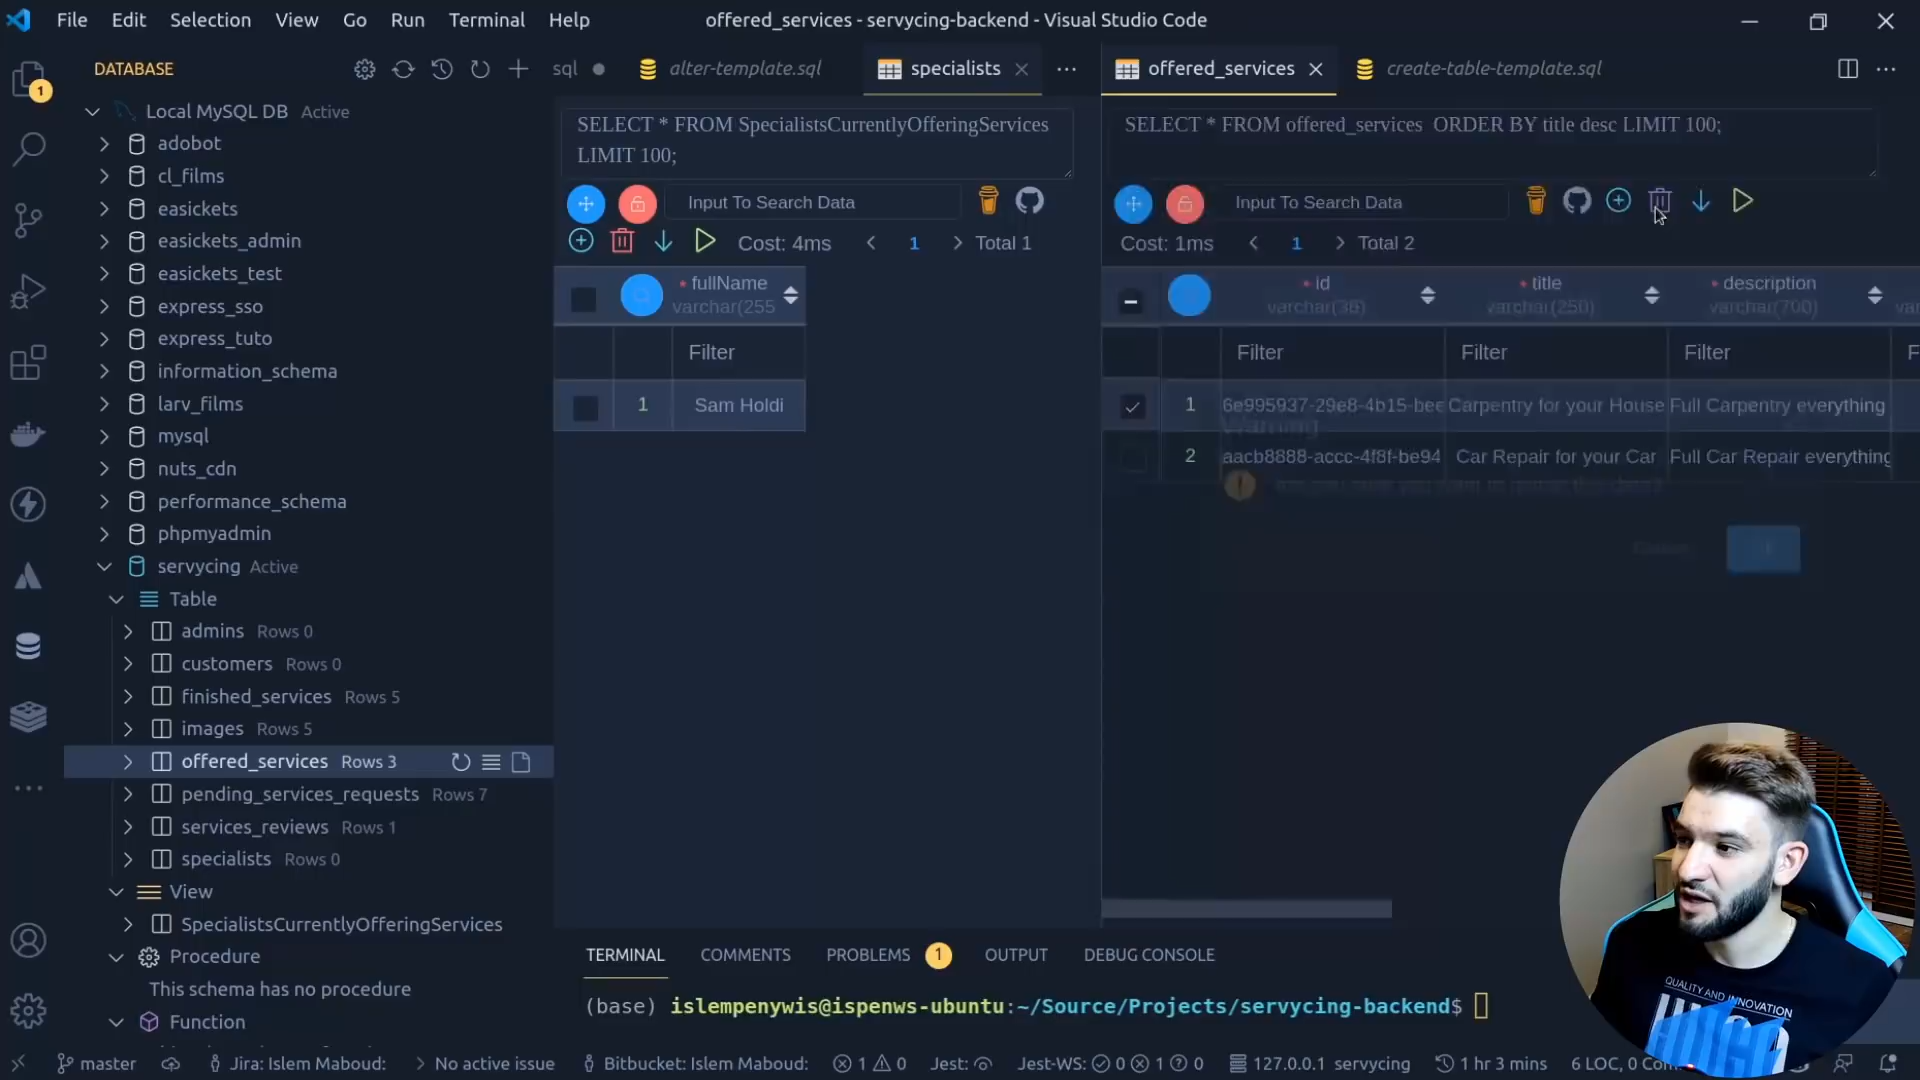 File Edit Selection View Go Run Terminal Help
offered_services - servycing-backend - Visual Studio Code
DATABASE
sql
alter-template.sql
specialists
offered_services
create-table-template.sql
1
Local MySQL DB Active
adobot
cl_films
easickets
easickets_admin
easickets_test
express_sso
express_tuto
information_schema
larv_films
mysql
nuts_cdn
performance_schema
phpmyadmin
servycing Active
Table
admins Rows 0
customers Rows 0
finished_services Rows 5
images Rows 5
offered_services Rows 3
pending_services_requests Rows 7
services_reviews Rows 1
specialists Rows 0
View
SpecialistsCurrentlyOfferingServices
Procedure
This schema has no procedure
Function
SELECT * FROM SpecialistsCurrentlyOfferingServices
LIMIT 100;
Input To Search Data
Cost: 4ms 1 Total 1
* fullName
varchar(255
Filter
1 Sam Holdi
SELECT * FROM offered_services ORDER BY title desc LIMIT 100;
Input To Search Data
Cost: 1ms 1 Total 2
* id * title * description
varchar(36) varchar(250) varchar(700) var
Filter Filter Filter F
1 6e995937-29e8-4b15-bee Carpentry for your House Full Carpentry everything
Warning
2 aacb8888-accc-4f8f-be94 Car Repair for your Car Full Car Repair everything
TERMINAL COMMENTS PROBLEMS 1 OUTPUT DEBUG CONSOLE
(base) islempenywis@ispenws-ubuntu:~/Source/Projects/servycing-backend$
QUALITY AND INNOVATION
master Jira: Islem Maboud: No active issue Bitbucket: Islem Maboud: 1 0 Jest: Jest-WS: 0 1 0 127.0.0.1 servycing 1 hr 3 mins 6 LOC, 0 Com